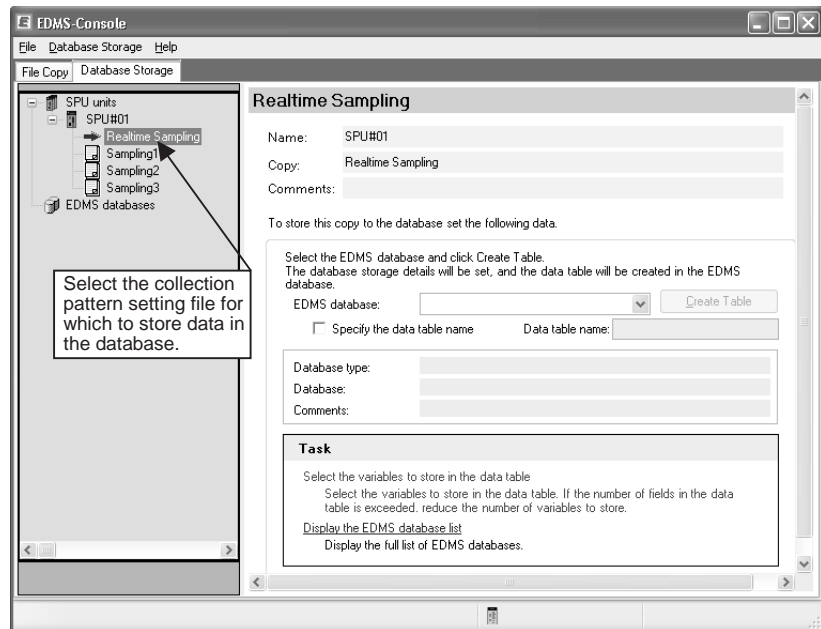 EDMS-Console
File Database Storage Help
File Copy Database Storage
SPU units
SPU#01
Realtime Sampling
Sampling1
Sampling2
Sampling3
EDMS databases
Select the collection
pattern setting file for
which to store data in
the database.
Realtime Sampling
Name: SPU#01
Copy: Realtime Sampling
Comments:
To store this copy to the database set the following data.
Select the EDMS database and click Create Table.
The database storage details will be set, and the data table will be created in the EDMS
database.
EDMS database: Create Table
Specify the data table name Data table name:
Database type:
Database:
Comments:
Task
Select the variables to store in the data table
Select the variables to store in the data table. If the number of fields in the data
table is exceeded. reduce the number of variables to store.
Display the EDMS database list
Display the full list of EDMS databases.